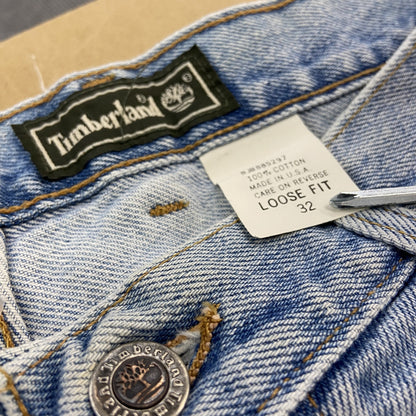 Timberland
100% COTTON
MADE IN U.S.A
CARE ON REVERSE
LOOSE FIT
32
Timberland